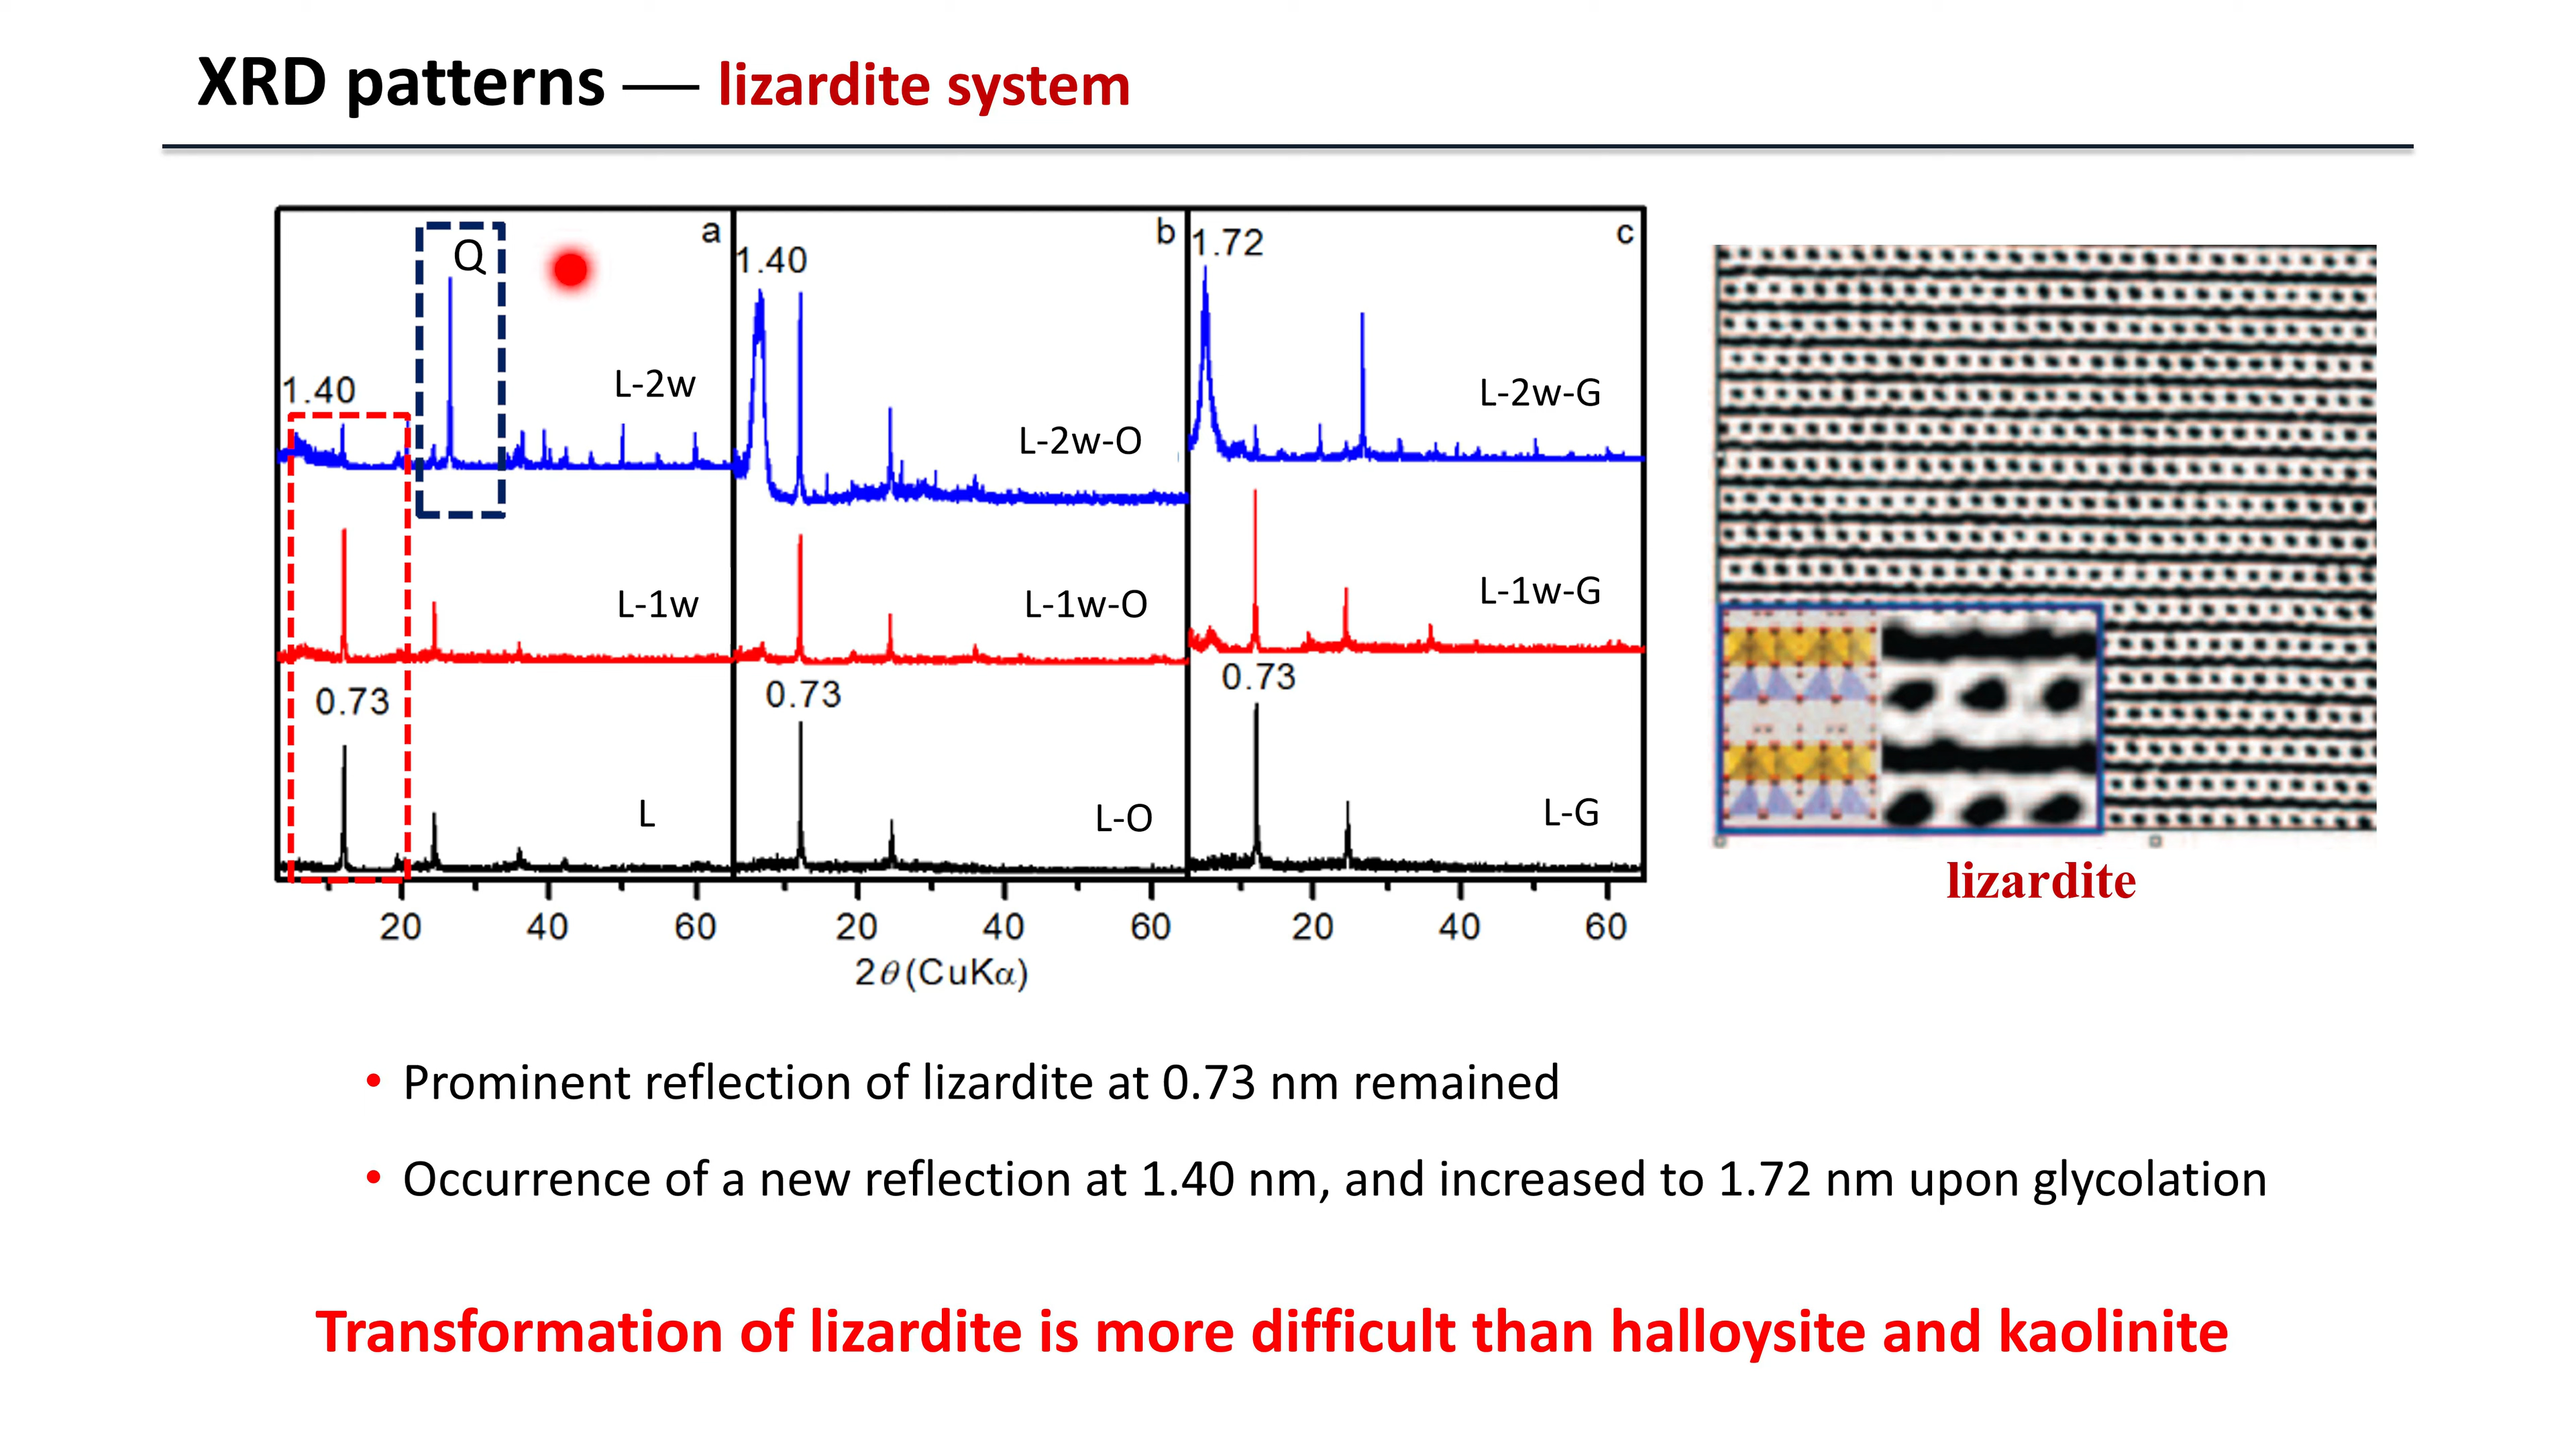 XRD patterns — lizardite system
a
b
c
Q
1.40
1.40
1.72
L-2w
L-2w-O
L-2w-G
L-1w
L-1w-O
L-1w-G
0.73
0.73
0.73
L
L-O
L-G
20 40 60 20 40 60 20 40 60
2θ(CuKα)
lizardite
• Prominent reflection of lizardite at 0.73 nm remained
• Occurrence of a new reflection at 1.40 nm, and increased to 1.72 nm upon glycolation
Transformation of lizardite is more difficult than halloysite and kaolinite